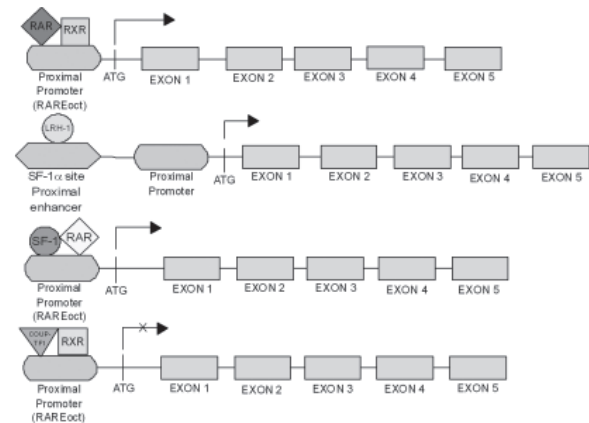 RAR RXR
Proximal
Promoter
(RAREoct)
ATG
EXON 1 EXON 2 EXON 3 EXON 4 EXON 5
LRH-1
SF-1α site
Proximal
enhancer
Proximal
Promoter
ATG
EXON 1 EXON 2 EXON 3 EXON 4 EXON 5
SF-1 RAR
Proximal
Promoter
(RAREoct)
ATG
EXON 1 EXON 2 EXON 3 EXON 4 EXON 5
COUP-
TF1 RXR
X
Proximal
Promoter
(RAREoct)
ATG
EXON 1 EXON 2 EXON 3 EXON 4 EXON 5